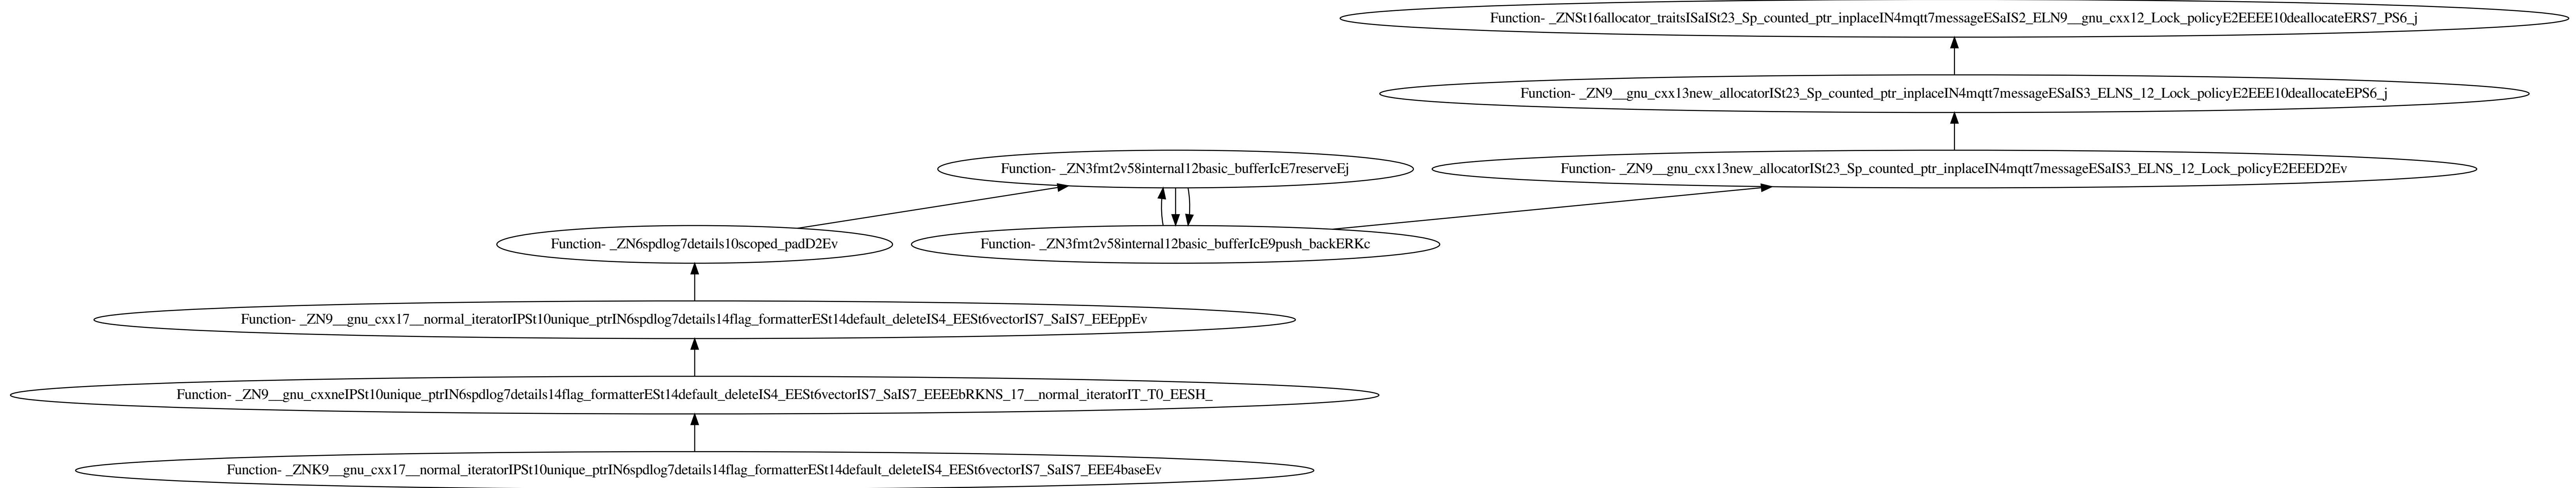 Function- _ZNSt16allocator_traitsISaISt23_Sp_counted_ptr_inplaceIN4mqtt7messageESaIS2_ELN9__gnu_cxx12_Lock_policyE2EEEE10deallocateERS7_PS6_j
Function- _ZN9__gnu_cxx13new_allocatorISt23_Sp_counted_ptr_inplaceIN4mqtt7messageESaIS3_ELNS_12_Lock_policyE2EEE10deallocateEPS6_j
Function- _ZN3fmt2v58internal12basic_bufferIcE7reserveEj
Function- _ZN9__gnu_cxx13new_allocatorISt23_Sp_counted_ptr_inplaceIN4mqtt7messageESaIS3_ELNS_12_Lock_policyE2EEED2Ev
Function- _ZN6spdlog7details10scoped_padD2Ev
Function- _ZN3fmt2v58internal12basic_bufferIcE9push_backERKc
Function- _ZN9__gnu_cxx17__normal_iteratorIPSt10unique_ptrIN6spdlog7details14flag_formatterESt14default_deleteIS4_EESt6vectorIS7_SaIS7_EEEppEv
Function- _ZN9__gnu_cxxneIPSt10unique_ptrIN6spdlog7details14flag_formatterESt14default_deleteIS4_EESt6vectorIS7_SaIS7_EEEEbRKNS_17__normal_iteratorIT_T0_EESH_
Function- _ZNK9__gnu_cxx17__normal_iteratorIPSt10unique_ptrIN6spdlog7details14flag_formatterESt14default_deleteIS4_EESt6vectorIS7_SaIS7_EEE4baseEv